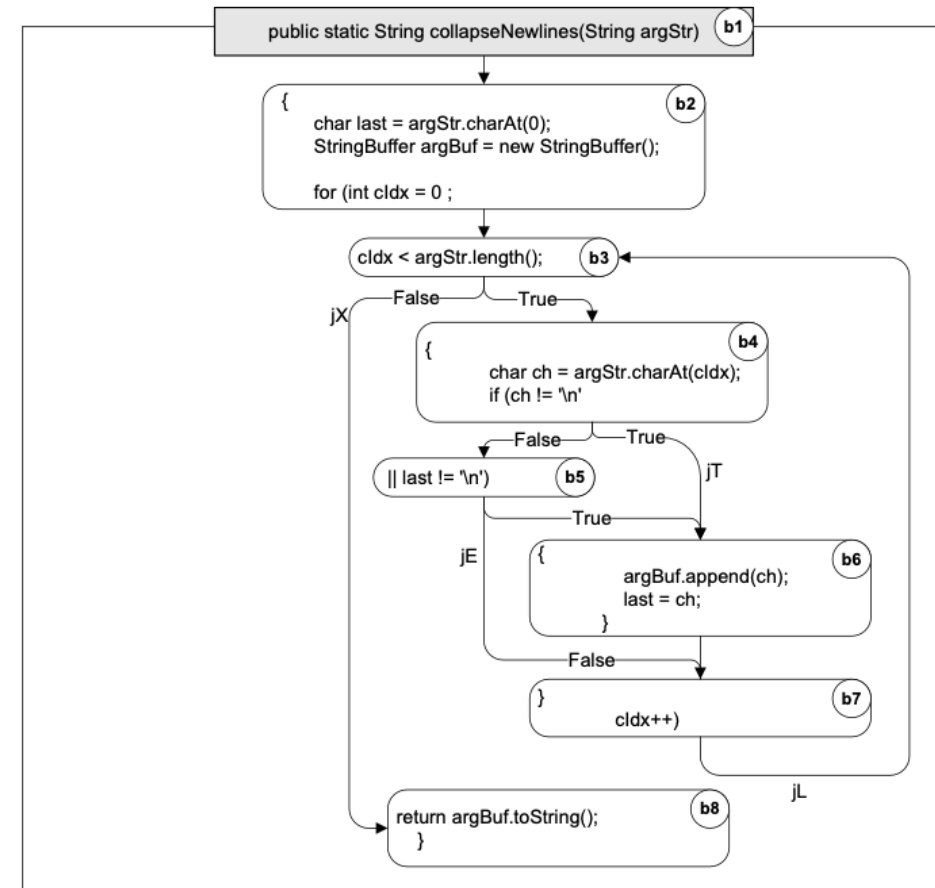 public static String collapseNewlines(String argStr)
b1
{
b2
char last = argStr.charAt(0);
StringBuffer argBuf = new StringBuffer();
for (int cIdx = 0 ;
cIdx < argStr.length();
b3
False
True
jX
{
b4
char ch = argStr.charAt(cIdx);
if (ch != '\n'
False
True
|| last != '\n')
b5
jT
True
jE
{
b6
argBuf.append(ch);
last = ch;
}
False
}
b7
cIdx++)
jL
return argBuf.toString();
b8
}